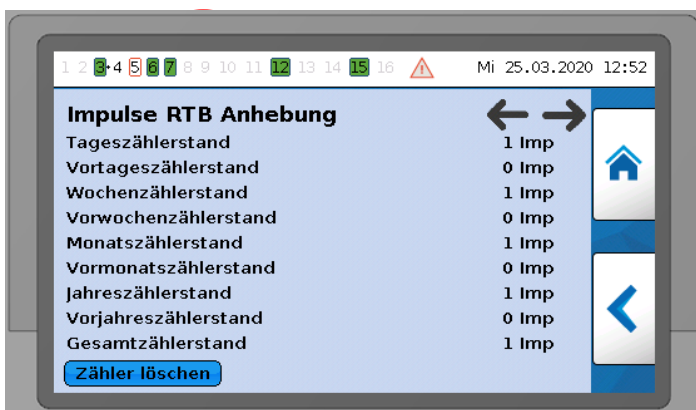 1 2 3+4 5 6 7 8 9 10 11 12 13 14 15 16 Mi 25.03.2020 12:52
Impulse RTB Anhebung
Tageszählerstand 1 Imp
Vortageszählerstand 0 Imp
Wochenzählerstand 1 Imp
Vorwochenzählerstand 0 Imp
Monatszählerstand 1 Imp
Vormonatszählerstand 0 Imp
Jahreszählerstand 1 Imp
Vorjahreszählerstand 0 Imp
Gesamtzählerstand 1 Imp
Zähler löschen